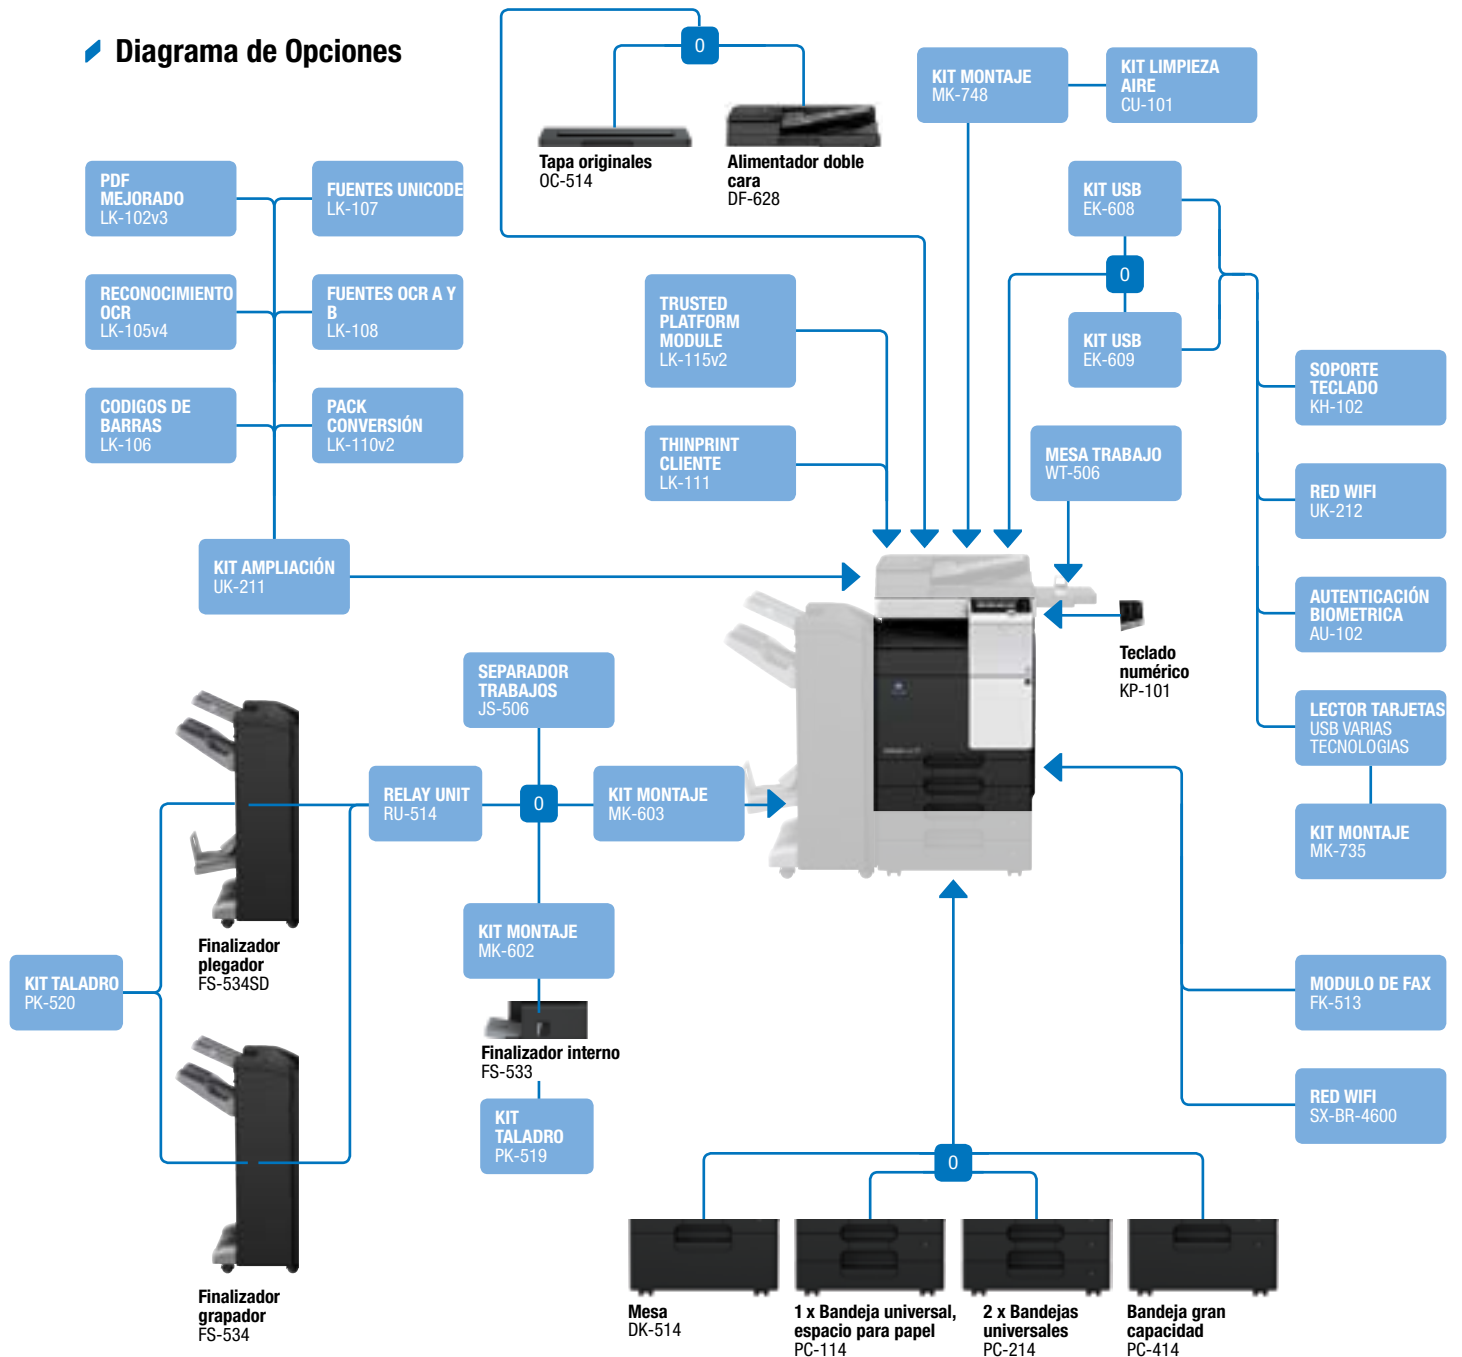 Diagrama de Opciones
0
Tapa originales
OC-514
Alimentador doble
cara
DF-628
KIT MONTAJE
MK-748
KIT LIMPIEZA
AIRE
CU-101
PDF
MEJORADO
LK-102v3
FUENTES UNICODE
LK-107
RECONOCIMIENTO
OCR
LK-105v4
FUENTES OCR A Y
B
LK-108
CODIGOS DE
BARRAS
LK-106
PACK
CONVERSIÓN
LK-110v2
KIT AMPLIACIÓN
UK-211
TRUSTED
PLATFORM
MODULE
LK-115v2
THINPRINT
CLIENTE
LK-111
KIT USB
EK-608
0
KIT USB
EK-609
MESA TRABAJO
WT-506
SOPORTE
TECLADO
KH-102
RED WIFI
UK-212
AUTENTICACIÓN
BIOMETRICA
AU-102
LECTOR TARJETAS
USB VARIAS
TECNOLOGIAS
KIT MONTAJE
MK-735
Teclado
numérico
KP-101
SEPARADOR
TRABAJOS
JS-506
RELAY UNIT
RU-514
0
KIT MONTAJE
MK-603
KIT MONTAJE
MK-602
Finalizador interno
FS-533
KIT
TALADRO
PK-519
Finalizador
plegador
FS-534SD
KIT TALADRO
PK-520
Finalizador
grapador
FS-534
MODULO DE FAX
FK-513
RED WIFI
SX-BR-4600
0
Mesa
DK-514
1 x Bandeja universal,
espacio para papel
PC-114
2 x Bandejas
universales
PC-214
Bandeja gran
capacidad
PC-414